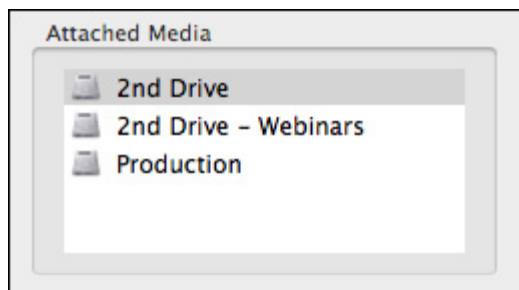 Attached Media
2nd Drive
2nd Drive – Webinars
Production